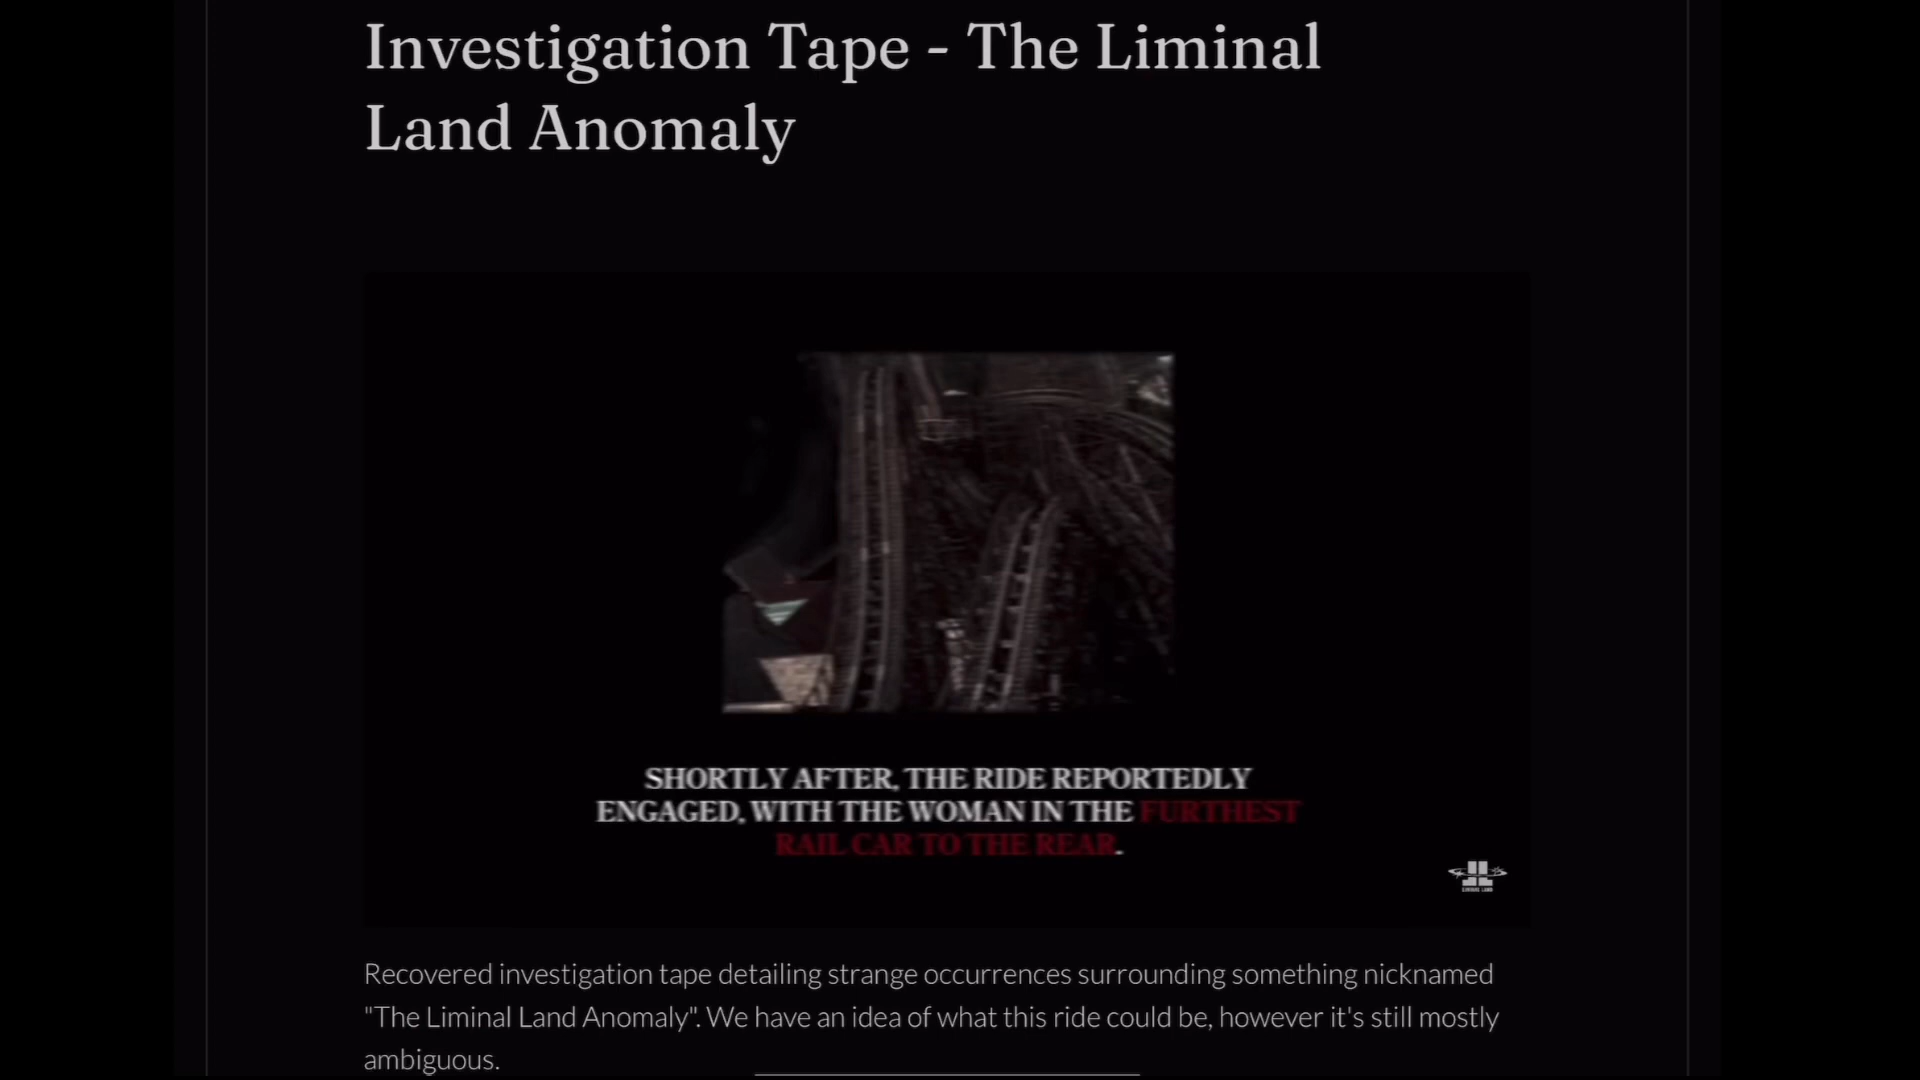 Investigation Tape - The Liminal
Land Anomaly
SHORTLY AFTER, THE RIDE REPORTEDLY
ENGAGED, WITH THE WOMAN IN THE FURTHEST
RAIL CAR TO THE REAR.
LIMINAL LAND
Recovered investigation tape detailing strange occurrences surrounding something nicknamed
"The Liminal Land Anomaly". We have an idea of what this ride could be, however it's still mostly
ambiguous.